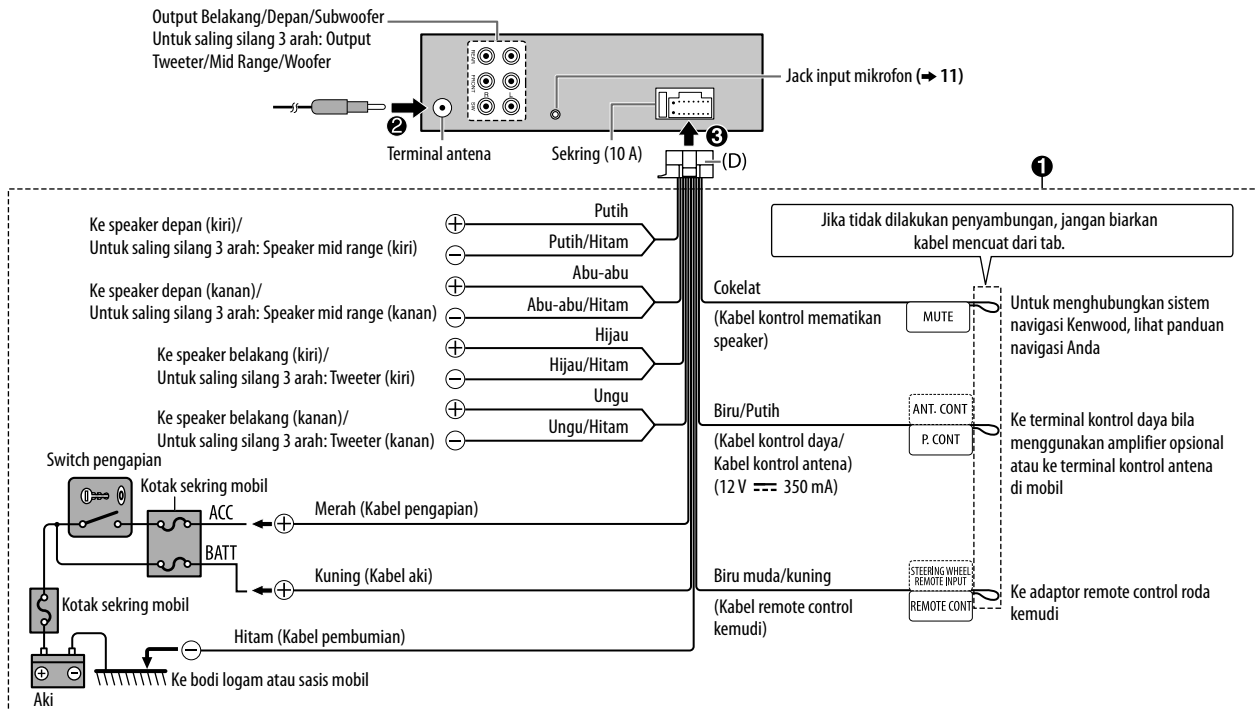 Output Belakang/Depan/Subwoofer
Untuk saling silang 3 arah: Output
Tweeter/Mid Range/Woofer
REAR
FRONT
SW
R
L
Jack input mikrofon (➜ 11)
❷
❸
Terminal antena
Sekring (10 A)
(D)
❶
Ke speaker depan (kiri)/
Untuk saling silang 3 arah: Speaker mid range (kiri)
⊕
⊖
Putih
Putih/Hitam
Jika tidak dilakukan penyambungan, jangan biarkan
kabel mencuat dari tab.
Ke speaker depan (kanan)/
Untuk saling silang 3 arah: Speaker mid range (kanan)
⊕
⊖
Abu-abu
Abu-abu/Hitam
Cokelat
(Kabel kontrol mematikan
speaker)
MUTE
Untuk menghubungkan sistem
navigasi Kenwood, lihat panduan
navigasi Anda
Ke speaker belakang (kiri)/
Untuk saling silang 3 arah: Tweeter (kiri)
⊕
⊖
Hijau
Hijau/Hitam
Ke speaker belakang (kanan)/
Untuk saling silang 3 arah: Tweeter (kanan)
⊕
⊖
Ungu
Ungu/Hitam
Biru/Putih
(Kabel kontrol daya/
Kabel kontrol antena)
(12 V ⎓ 350 mA)
ANT. CONT
P. CONT
Ke terminal kontrol daya bila
menggunakan amplifier opsional
atau ke terminal kontrol antena
di mobil
Switch pengapian
Kotak sekring mobil
ACC
⊕
Merah (Kabel pengapian)
BATT
⊕
Kuning (Kabel aki)
Biru muda/kuning
(Kabel remote control
kemudi)
STEERING WHEEL
REMOTE INPUT
REMOTE CONT
Ke adaptor remote control roda
kemudi
Kotak sekring mobil
⊖
Hitam (Kabel pembumian)
⊕ ⊖
Ke bodi logam atau sasis mobil
Aki